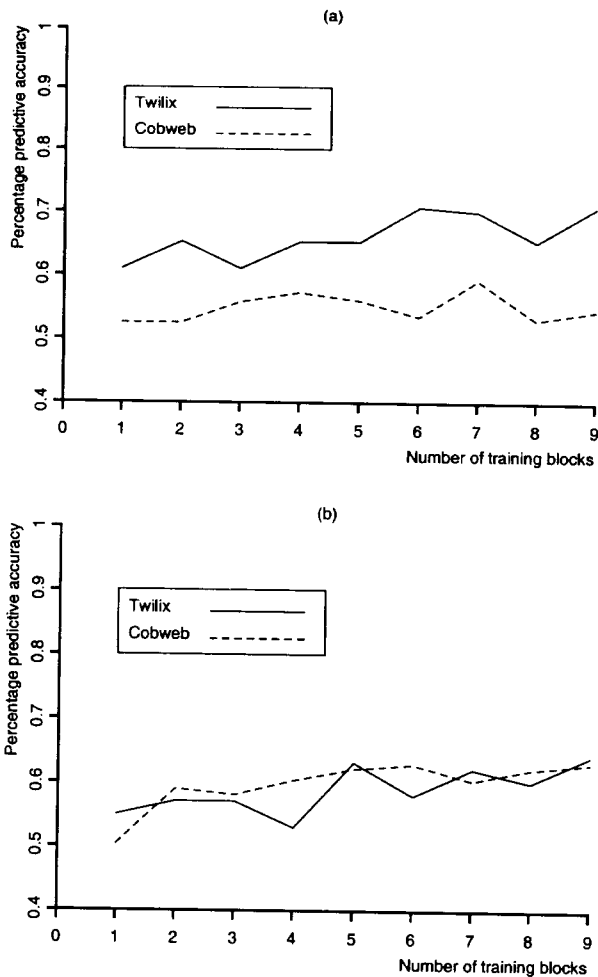 (a)
Percentage predictive accuracy
1
0.9
0.8
0.7
0.6
0.5
0.4
Twilix
Cobweb
0 1 2 3 4 5 6 7 8 9
Number of training blocks
(b)
Percentage predictive accuracy
1
0.9
0.8
0.7
0.6
0.5
0.4
Twilix
Cobweb
0 1 2 3 4 5 6 7 8 9
Number of training blocks